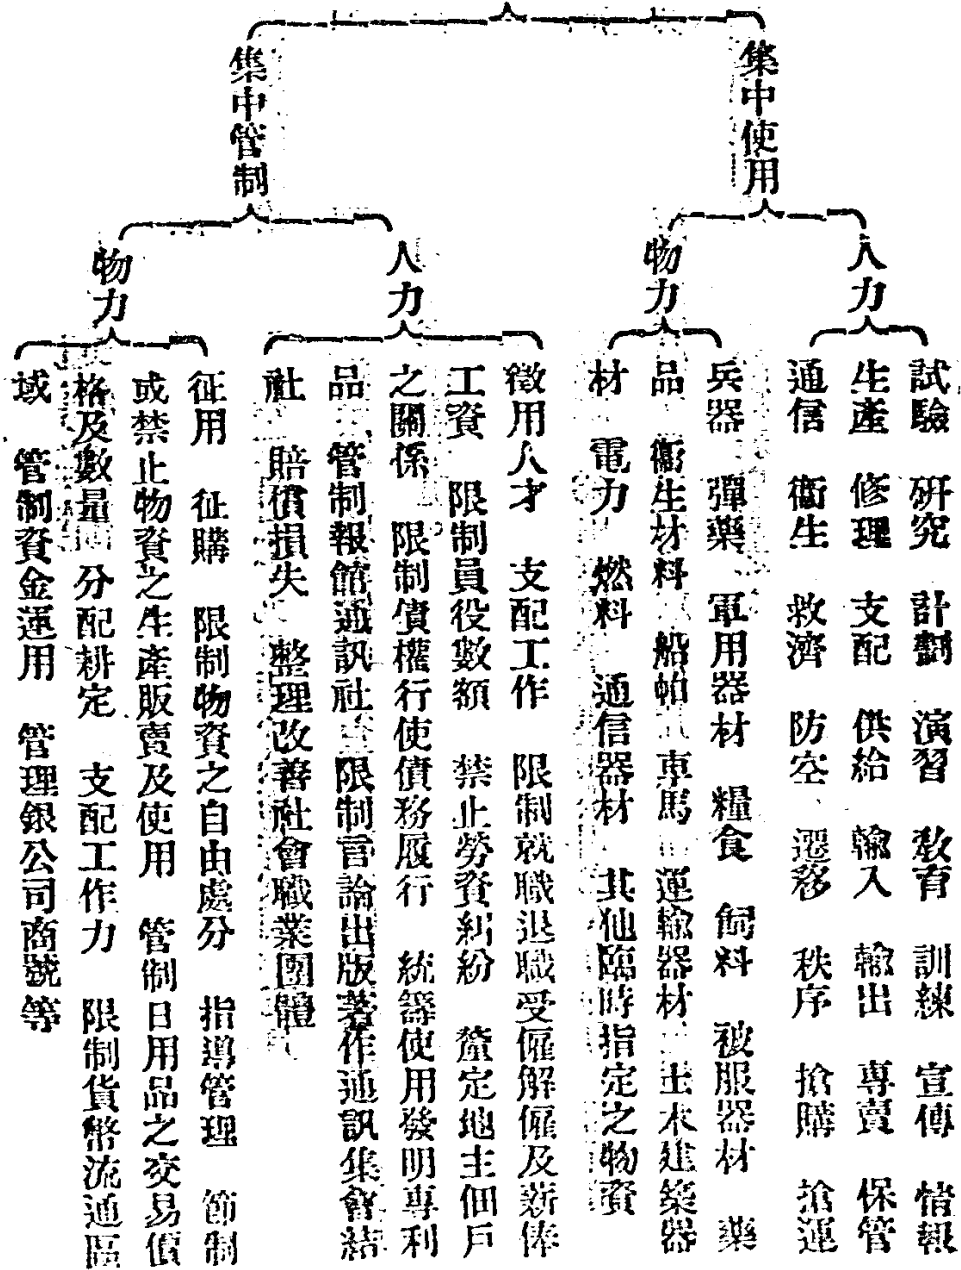 集中使用
人力
試驗 研究 計劃 演習 敎育 訓練 宣傳 情報
生產 修理 支配 供給 輸入 輸出 專賣 保管
通信 衞生 救濟 防空 遷移 秩序 搶購 搶運
物力
兵器 彈藥 軍用器材 糧食 飼料 被服器材 藥
品 衞生材料 船舶 車馬 運輸器材 土木建築器
材 電力 燃料 通信器材 其他臨時指定之物資
集中管制
人力
徵用人才 支配工作 限制就職退職受僱解僱及薪俸
工資 限制員役數額 禁止勞資糾紛 釐定地主佃戶
之關係 限制債權行使債務履行 統籌使用發明專利
品 管制報館通訊社 限制言論出版著作通訊集會結
社 賠償損失 整理改善社會職業團體
物力
征用 征購 限制物資之自由處分 指導管理 節制
或禁止物資之生產販賣及使用 管制日用品之交易價
格及數量 分配耕定 支配工作力 限制貨幣流通區
域 管制資金運用 管理銀公司商號等